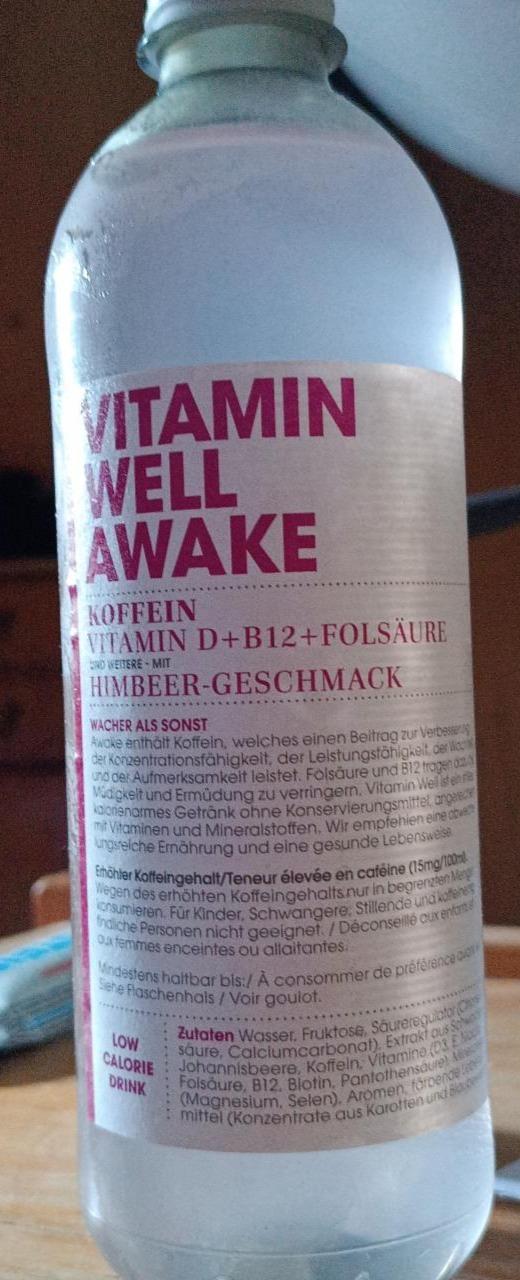 VITAMIN
WELL
AWAKE
KOFFEIN
VITAMIN D+B12+FOLSÄURE
UND WEITERE - MIT
HIMBEER-GESCHMACK
WACHER ALS SONST
Awake enthält Koffein, welches einen Beitrag zur Verbesserung
der Konzentrationsfähigkeit, der Leistungsfähigkeit, der
und der Aufmerksamkeit leistet. Folsäure und B12 tragen dazu
Müdigkeit und Ermüdung zu verringern. Vitamin Well ist ein
kalorienarmes Getränk ohne Konservierungsmittel,
mit Vitaminen und Mineralstoffen. Wir empfehlen eine
lungsreiche Ernährung und eine gesunde Lebensweise.
Erhöhter Koffeingehalt/Teneur élevée en caféine (15mg/100ml).
Wegen des erhöhten Koffeingehalts nur in begrenzten
konsumieren. Für Kinder, Schwangere, Stillende und
findliche Personen nicht geeignet. / Déconseillé aux
aux femmes enceintes ou allaitantes.
Mindestens haltbar bis:/ À consommer de préférence
Siehe Flaschenhals / Voir goulot.
LOW
CALORIE
DRINK
Zutaten Wasser, Fruktose, Säureregulator
säure, Calciumcarbonat), Extrakt aus
Johannisbeere, Koffein, Vitamine (D3, E,
Folsäure, B12, Biotin, Pantothensäure),
(Magnesium, Selen), Aromen, färbende
mittel (Konzentrate aus Karotten und